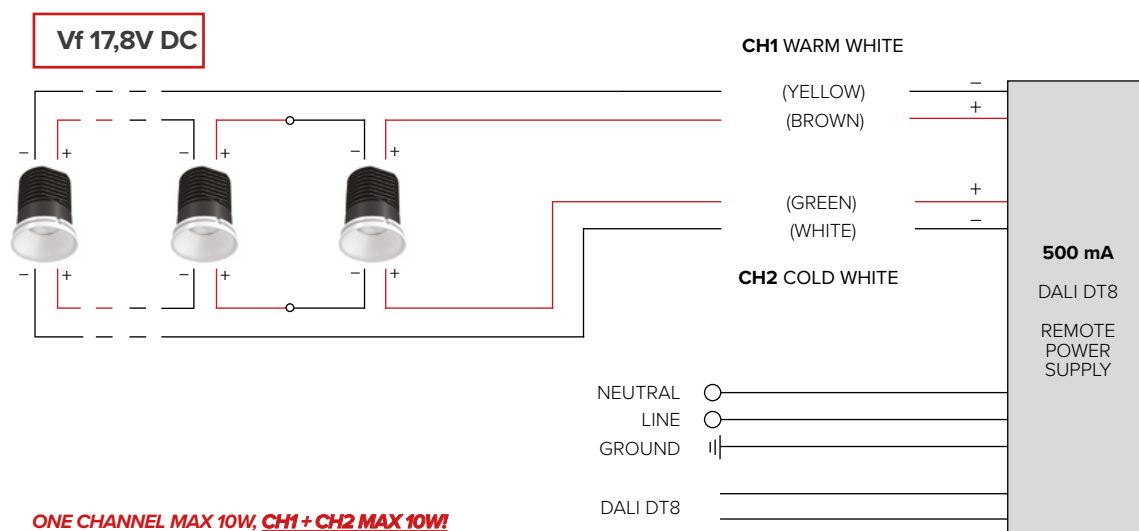 Vf 17,8V DC
CH1 WARM WHITE
(YELLOW)
−
(BROWN)
+
− + − + − +
(GREEN)
+
(WHITE)
−
− + − + − +
CH2 COLD WHITE
500 mA
DALI DT8
REMOTE
POWER
SUPPLY
NEUTRAL
LINE
GROUND
DALI DT8
ONE CHANNEL MAX 10W, CH1 + CH2 MAX 10W!